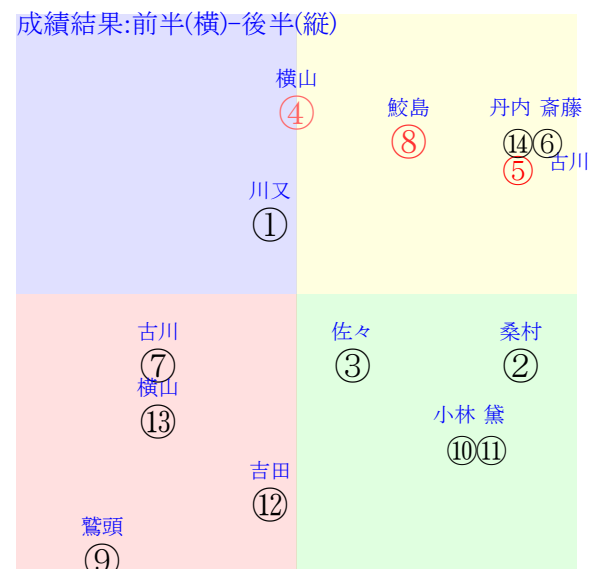 成績結果:前半(横)-後半(縦)
横山
④
鮫島
⑧
丹内 斎藤
⑭⑥
古川
⑤
川又
①
古川
⑦
佐々
③
桑村
②
横山
⑬
小林 黛
⑩⑪
吉田
⑫
鷲頭
⑨